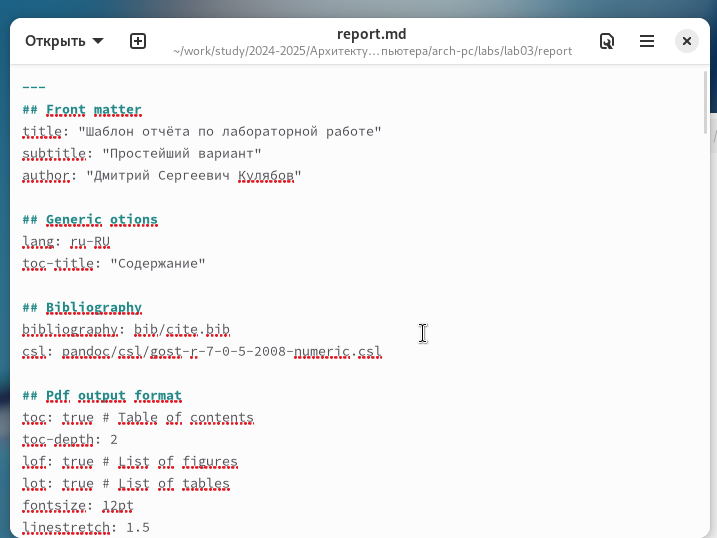 Открыть
report.md
~/work/study/2024-2025/Архитекту…пьютера/arch-pc/labs/lab03/report
---
## Front matter
title: "Шаблон отчёта по лабораторной работе"
subtitle: "Простейший вариант"
author: "Дмитрий Сергеевич Кулябов"
## Generic otions
lang: ru-RU
toc-title: "Содержание"
## Bibliography
bibliography: bib/cite.bib
csl: pandoc/csl/gost-r-7-0-5-2008-numeric.csl
## Pdf output format
toc: true # Table of contents
toc-depth: 2
lof: true # List of figures
lot: true # List of tables
fontsize: 12pt
linestretch: 1.5